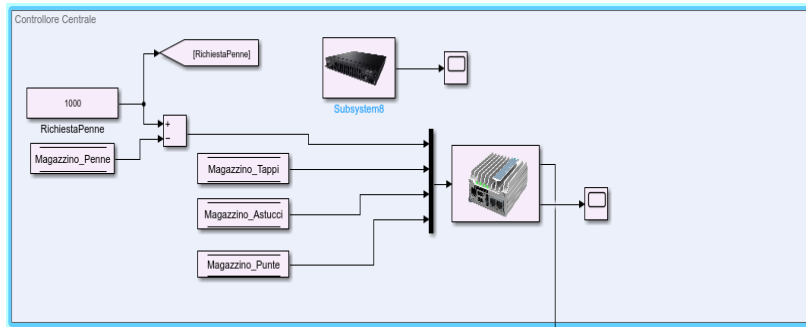 Controllore Centrale
[RichiestaPenne]
1000
RichiestaPenne
Subsystem8
+
−
Magazzino_Penne
Magazzino_Tappi
Magazzino_Astucci
Magazzino_Punte